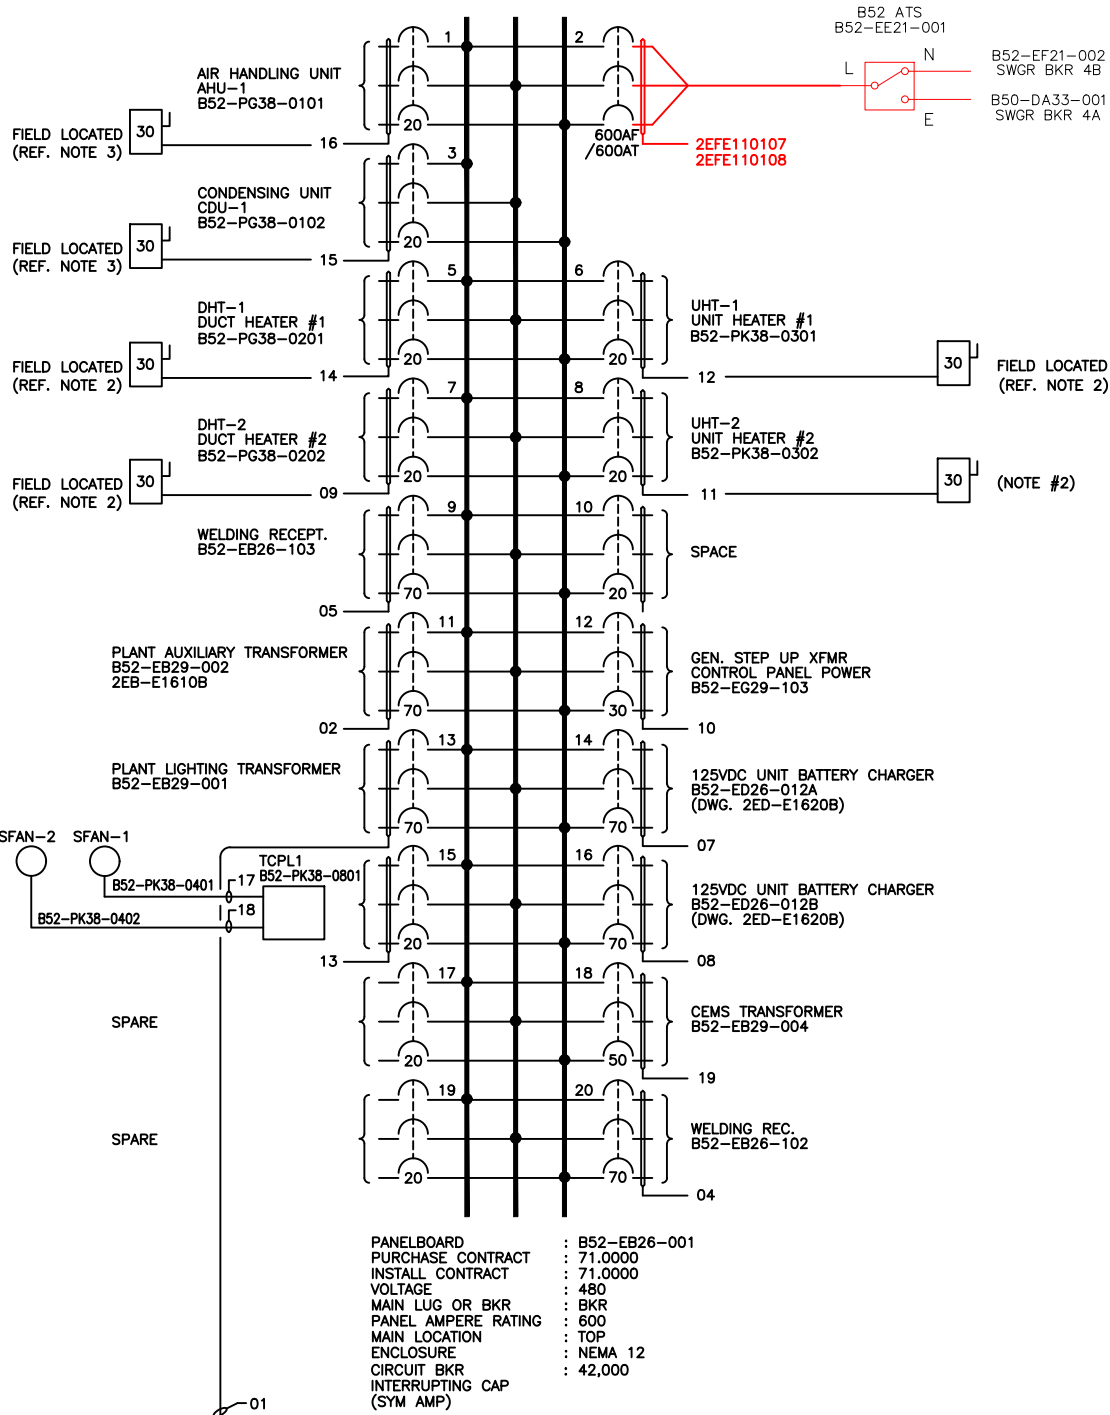 B52 ATS
B52-EE21-001
L
N
E
B52-EF21-002
SWGR BKR 4B
B50-DA33-001
SWGR BKR 4A
1
2
AIR HANDLING UNIT
AHU-1
B52-PG38-0101
20
600AF
/600AT
2EFE110107
2EFE110108
30
FIELD LOCATED
(REF. NOTE 3)
16
3
CONDENSING UNIT
CDU-1
B52-PG38-0102
20
30
FIELD LOCATED
(REF. NOTE 3)
15
5
6
DHT-1
DUCT HEATER #1
B52-PG38-0201
20
20
UHT-1
UNIT HEATER #1
B52-PK38-0301
30
FIELD LOCATED
(REF. NOTE 2)
14
12
30
FIELD LOCATED
(REF. NOTE 2)
7
8
DHT-2
DUCT HEATER #2
B52-PG38-0202
20
20
UHT-2
UNIT HEATER #2
B52-PK38-0302
30
FIELD LOCATED
(REF. NOTE 2)
09
11
30
(NOTE #2)
9
10
WELDING RECEPT.
B52-EB26-103
70
20
SPACE
05
11
12
PLANT AUXILIARY TRANSFORMER
B52-EB29-002
2EB-E1610B
70
30
GEN. STEP UP XFMR
CONTROL PANEL POWER
B52-EG29-103
02
10
13
14
PLANT LIGHTING TRANSFORMER
B52-EB29-001
70
70
125VDC UNIT BATTERY CHARGER
B52-ED26-012A
(DWG. 2ED-E1620B)
07
SFAN-2
SFAN-1
TCPL1
B52-PK38-0801
B52-PK38-0401
17
B52-PK38-0402
18
15
16
20
70
125VDC UNIT BATTERY CHARGER
B52-ED26-012B
(DWG. 2ED-E1620B)
13
08
17
18
SPARE
20
50
CEMS TRANSFORMER
B52-EB29-004
19
19
20
SPARE
20
70
WELDING REC.
B52-EB26-102
04
PANELBOARD : B52-EB26-001
PURCHASE CONTRACT : 71.0000
INSTALL CONTRACT : 71.0000
VOLTAGE : 480
MAIN LUG OR BKR : BKR
PANEL AMPERE RATING : 600
MAIN LOCATION : TOP
ENCLOSURE : NEMA 12
CIRCUIT BKR : 42,000
INTERRUPTING CAP
(SYM AMP)
01